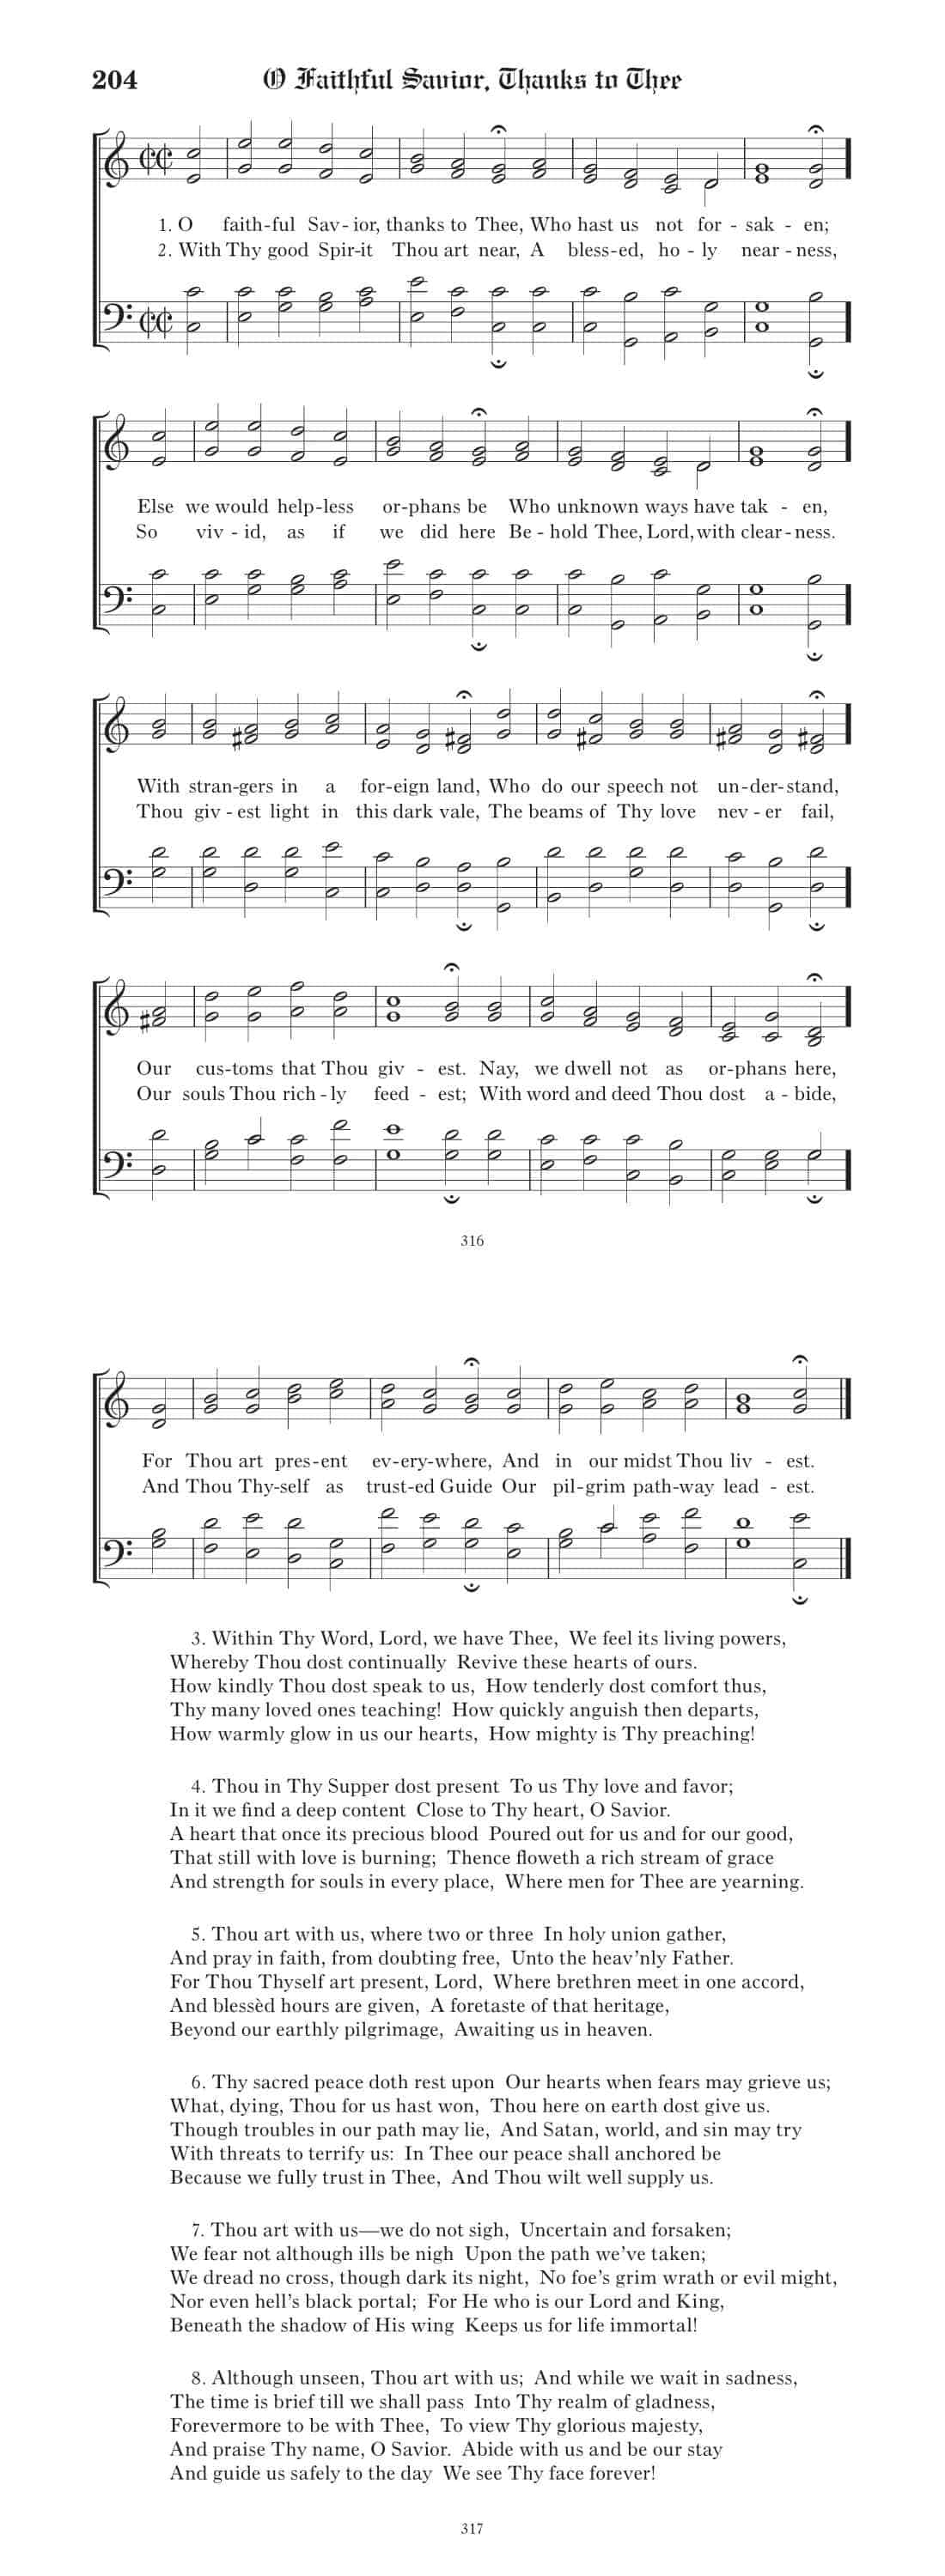 204 O Faithful Savior, Thanks to Thee
1. O faith-ful Sav-ior, thanks to Thee, Who hast us not for-sak-en;
2. With Thy good Spir-it Thou art near, A bless-ed, ho-ly near-ness,
Else we would help-less or-phans be Who unknown ways have tak-en,
So viv-id, as if we did here Be-hold Thee, Lord, with clear-ness.
With stran-gers in a for-eign land, Who do our speech not un-der-stand,
Thou giv-est light in this dark vale, The beams of Thy love nev-er fail,
Our cus-toms that Thou giv-est. Nay, we dwell not as or-phans here,
Our souls Thou rich-ly feed-est; With word and deed Thou dost a-bide,
316
For Thou art pres-ent ev-ery-where, And in our midst Thou liv-est.
And Thou Thy-self as trust-ed Guide Our pil-grim path-way lead-est.
3. Within Thy Word, Lord, we have Thee, We feel its living powers,
Whereby Thou dost continually Revive these hearts of ours.
How kindly Thou dost speak to us, How tenderly dost comfort thus,
Thy many loved ones teaching! How quickly anguish then departs,
How warmly glow in us our hearts, How mighty is Thy preaching!
4. Thou in Thy Supper dost present To us Thy love and favor;
In it we find a deep content Close to Thy heart, O Savior.
A heart that once its precious blood Poured out for us and for our good,
That still with love is burning; Thence floweth a rich stream of grace
And strength for souls in every place, Where men for Thee are yearning.
5. Thou art with us, where two or three In holy union gather,
And pray in faith, from doubting free, Unto the heav'nly Father.
For Thou Thyself art present, Lord, Where brethren meet in one accord,
And blessèd hours are given, A foretaste of that heritage,
Beyond our earthly pilgrimage, Awaiting us in heaven.
6. Thy sacred peace doth rest upon Our hearts when fears may grieve us;
What, dying, Thou for us hast won, Thou here on earth dost give us.
Though troubles in our path may lie, And Satan, world, and sin may try
With threats to terrify us: In Thee our peace shall anchored be
Because we fully trust in Thee, And Thou wilt well supply us.
7. Thou art with us—we do not sigh, Uncertain and forsaken;
We fear not although ills be nigh Upon the path we've taken;
We dread no cross, though dark its night, No foe's grim wrath or evil might,
Nor even hell's black portal; For He who is our Lord and King,
Beneath the shadow of His wing Keeps us for life immortal!
8. Although unseen, Thou art with us; And while we wait in sadness,
The time is brief till we shall pass Into Thy realm of gladness,
Forevermore to be with Thee, To view Thy glorious majesty,
And praise Thy name, O Savior. Abide with us and be our stay
And guide us safely to the day We see Thy face forever!
317